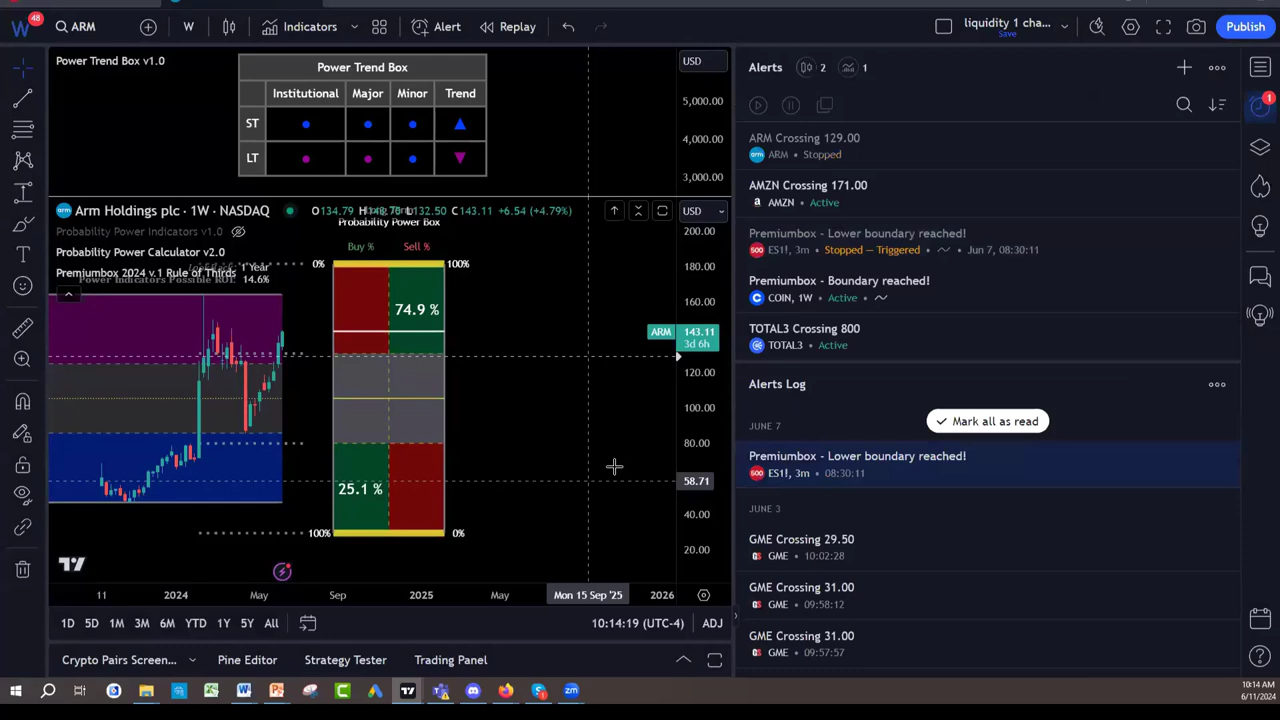 48
ARM
W
Indicators
Alert
Replay
liquidity 1 cha...
Save
Publish
Power Trend Box v1.0
Power Trend Box
Institutional Major Minor Trend
ST
LT
USD
5,000.00
4,000.00
3,000.00
Arm Holdings plc · 1W · NASDAQ
C143.11 +6.54 (+4.79%)
Probability Power Indicators v1.0
Probability Power Calculator v2.0
Premiumbox 2024 v.1 Rule of Thirds
1 Year
Power Indicators Possible ROI: 14.6%
Probability Power Box
Buy % Sell %
0% 100%
74.9 %
25.1 %
100% 0%
USD
200.00
180.00
160.00
ARM 143.11
3d 6h
120.00
100.00
80.00
58.71
40.00
20.00
11 2024 May Sep 2025 May Mon 15 Sep '25 2026
1D 5D 1M 3M 6M YTD 1Y 5Y All
10:14:19 (UTC-4) ADJ
Crypto Pairs Screen... Pine Editor Strategy Tester Trading Panel
Alerts 2 1
ARM Crossing 129.00
ARM • Stopped
AMZN Crossing 171.00
AMZN • Active
Premiumbox - Lower boundary reached!
ES1!, 3m • Stopped — Triggered • Jun 7, 08:30:11
Premiumbox - Boundary reached!
COIN, 1W • Active
TOTAL3 Crossing 800
TOTAL3 • Active
Alerts Log
JUNE 7
Mark all as read
Premiumbox - Lower boundary reached!
ES1!, 3m • 08:30:11
JUNE 3
GME Crossing 29.50
GME • 10:02:28
GME Crossing 31.00
GME • 09:58:12
GME Crossing 31.00
GME • 09:57:57
1
10:14 AM
6/11/2024